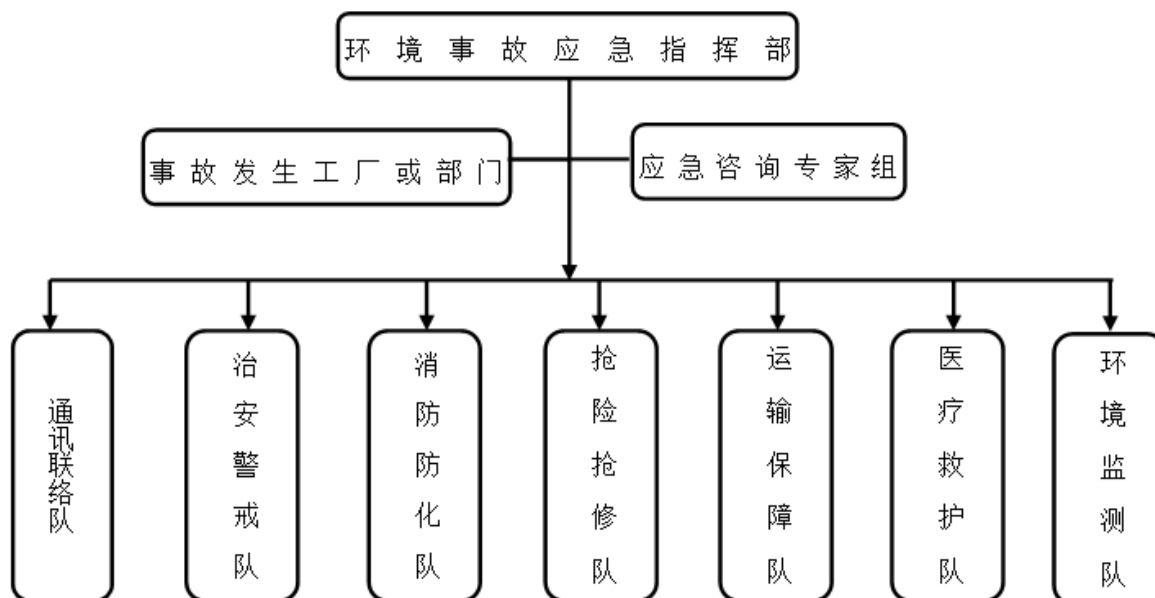 环境事故应急指挥部
事故发生工厂或部门
应急咨询专家组
通讯联络队
治安警戒队
消防防化队
抢险抢修队
运输保障队
医疗救护队
环境监测队